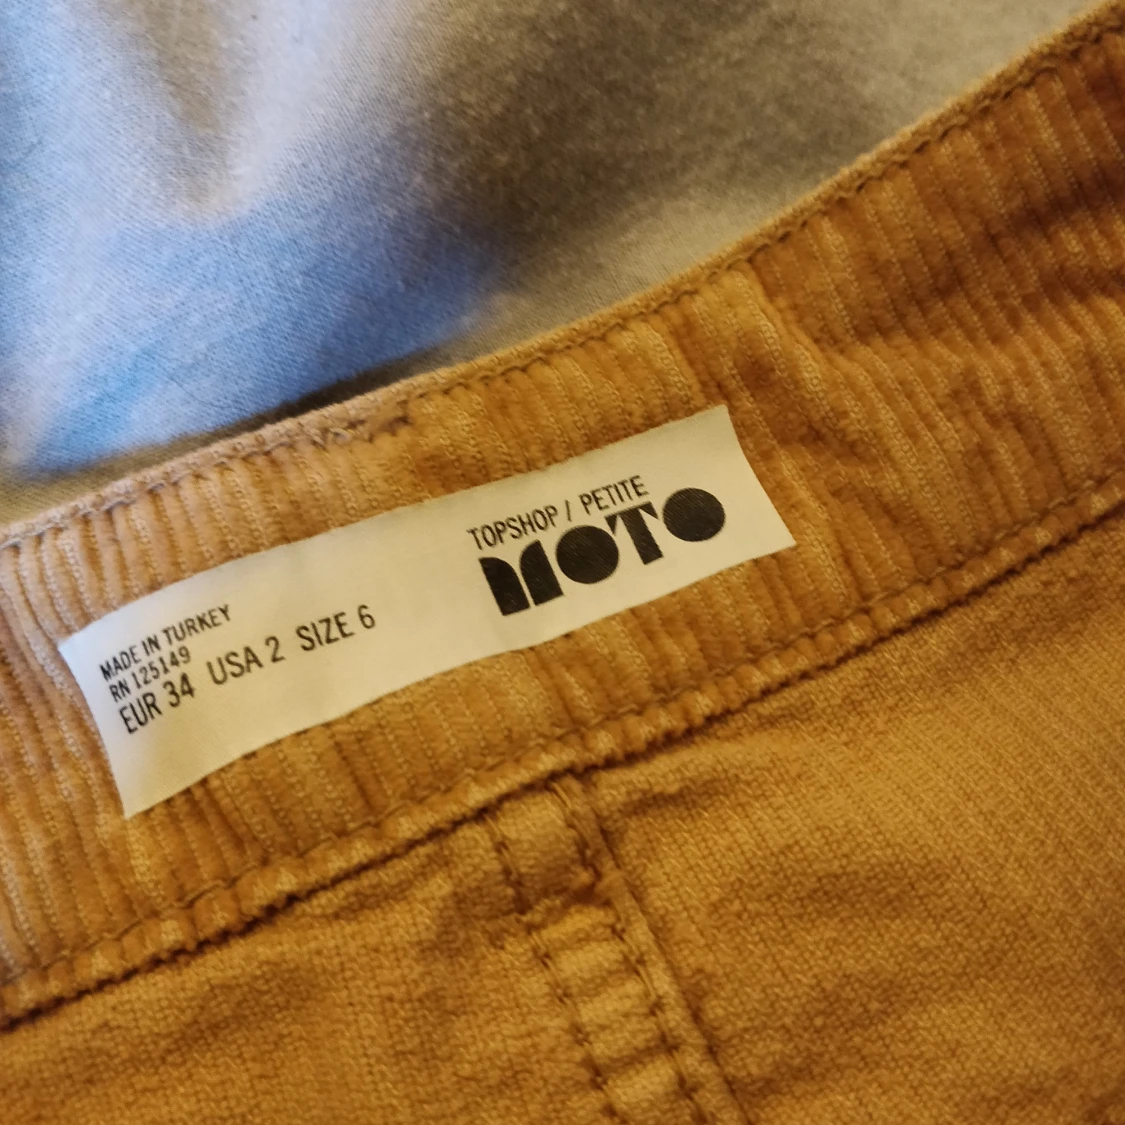 TOPSHOP / PETITE
MOTO
MADE IN TURKEY
RN 125149
EUR 34 USA 2 SIZE 6